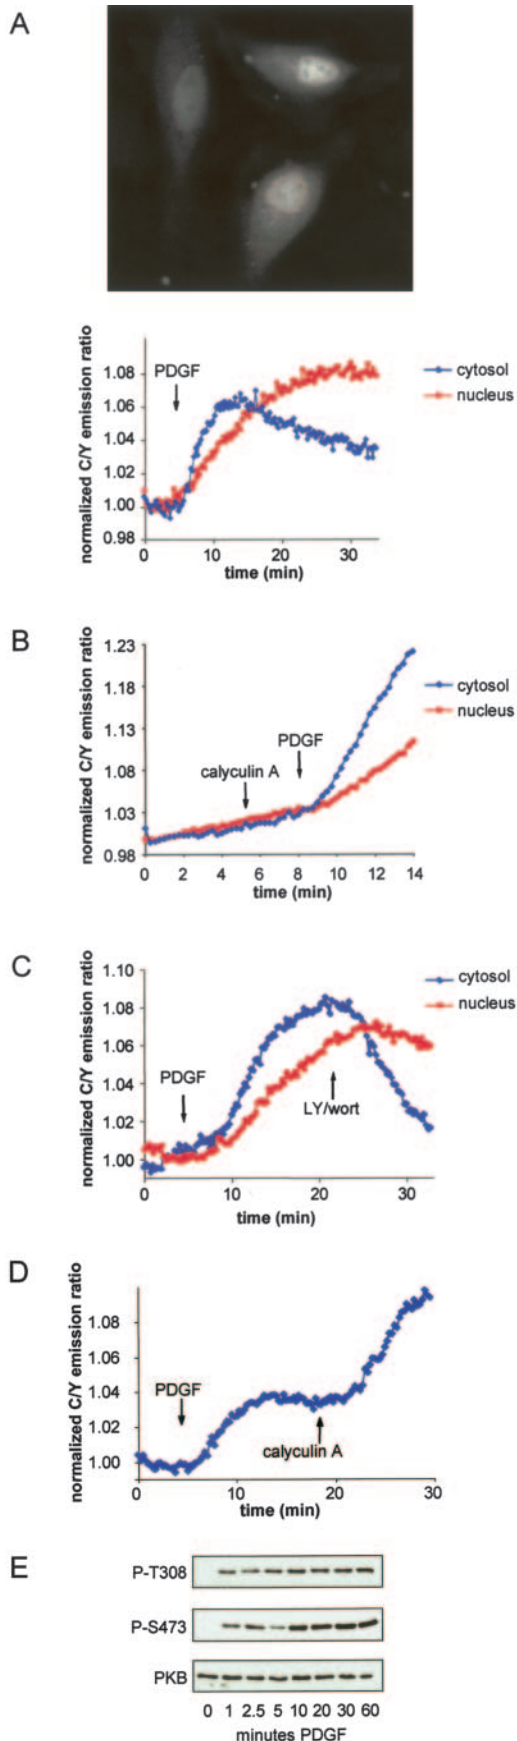 A
normalized C/Y emission ratio
1.08
1.06
1.04
1.02
1.00
0.98
PDGF
cytosol
nucleus
0 10 20 30
time (min)
B
normalized C/Y emission ratio
1.23
1.18
1.13
1.08
1.03
0.98
calyculin A
PDGF
cytosol
nucleus
0 2 4 6 8 10 12 14
time (min)
C
normalized C/Y emission ratio
1.10
1.08
1.06
1.04
1.02
1.00
PDGF
LY/wort
cytosol
nucleus
0 10 20 30
time (min)
D
normalized C/Y emission ratio
1.08
1.06
1.04
1.02
1.00
PDGF
calyculin A
0 10 20 30
time (min)
E
P-T308
P-S473
PKB
0 1 2.5 5 10 20 30 60
minutes PDGF